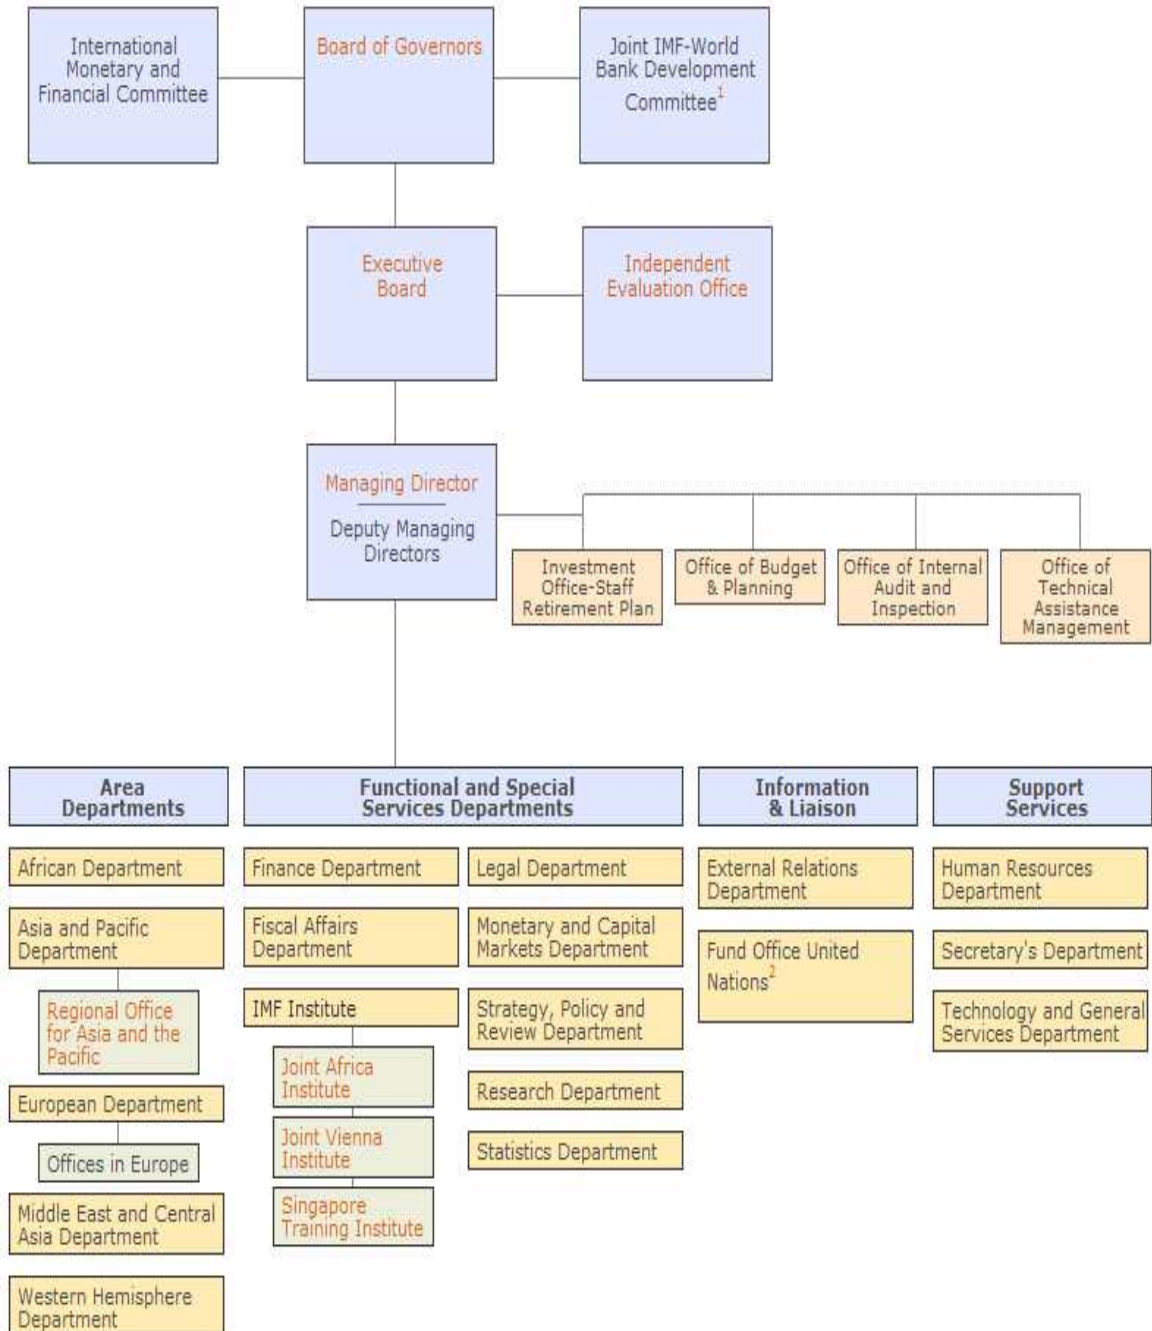 International
Monetary and
Financial Committee
Board of Governors
Joint IMF-World
Bank Development
Committee¹
Executive
Board
Independent
Evaluation Office
Managing Director
Deputy Managing
Directors
Investment
Office-Staff
Retirement Plan
Office of Budget
& Planning
Office of Internal
Audit and
Inspection
Office of
Technical
Assistance
Management
Area
Departments
African Department
Asia and Pacific
Department
Regional Office
for Asia and the
Pacific
European Department
Offices in Europe
Middle East and Central
Asia Department
Western Hemisphere
Department
Functional and Special
Services Departments
Finance Department
Fiscal Affairs
Department
IMF Institute
Joint Africa
Institute
Joint Vienna
Institute
Singapore
Training Institute
Legal Department
Monetary and Capital
Markets Department
Strategy, Policy and
Review Department
Research Department
Statistics Department
Information
& Liaison
External Relations
Department
Fund Office United
Nations²
Support
Services
Human Resources
Department
Secretary's Department
Technology and General
Services Department